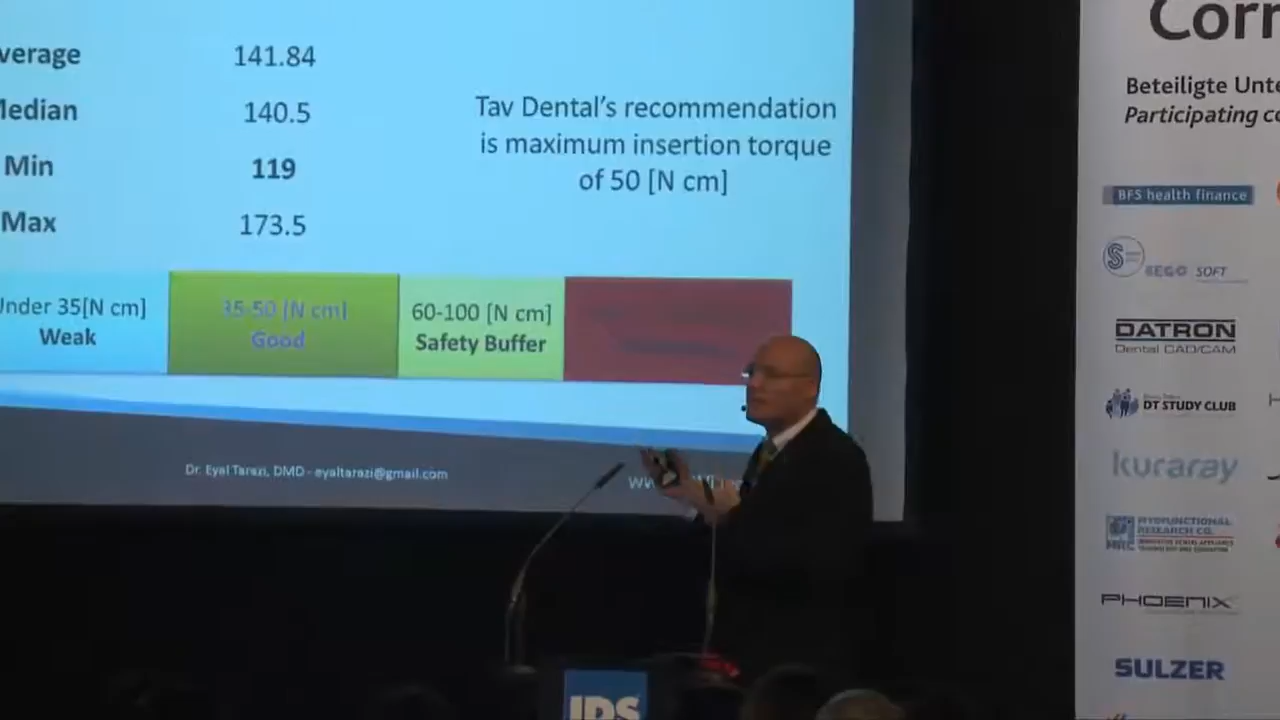 verage 141.84
Median 140.5
Min 119
Max 173.5
Tav Dental's recommendation
is maximum insertion torque
of 50 [N cm]
Under 35[N cm]
Weak
35-50 [N cm]
Good
60-100 [N cm]
Safety Buffer
Dr. Eyal Tarazi, DMD - eyaltarazi@gmail.com
IDS
Corr
Beteiligte Unte
Participating co
BFS health finance
SOFT
DATRON
Dental CAD/CAM
DT STUDY CLUB
kuraray
MYOFUNCTIONAL
RESEARCH CO.
MRC
PHOENIX
SULZER